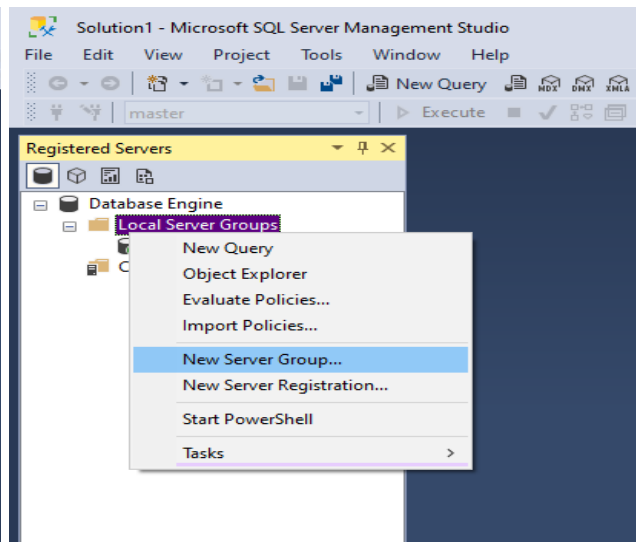 Solution1 - Microsoft SQL Server Management Studio
File Edit View Project Tools Window Help
New Query MDX DMX XMLA
master Execute
Registered Servers
Database Engine
Local Server Groups
New Query
Object Explorer
C
Evaluate Policies...
Import Policies...
New Server Group...
New Server Registration...
Start PowerShell
Tasks